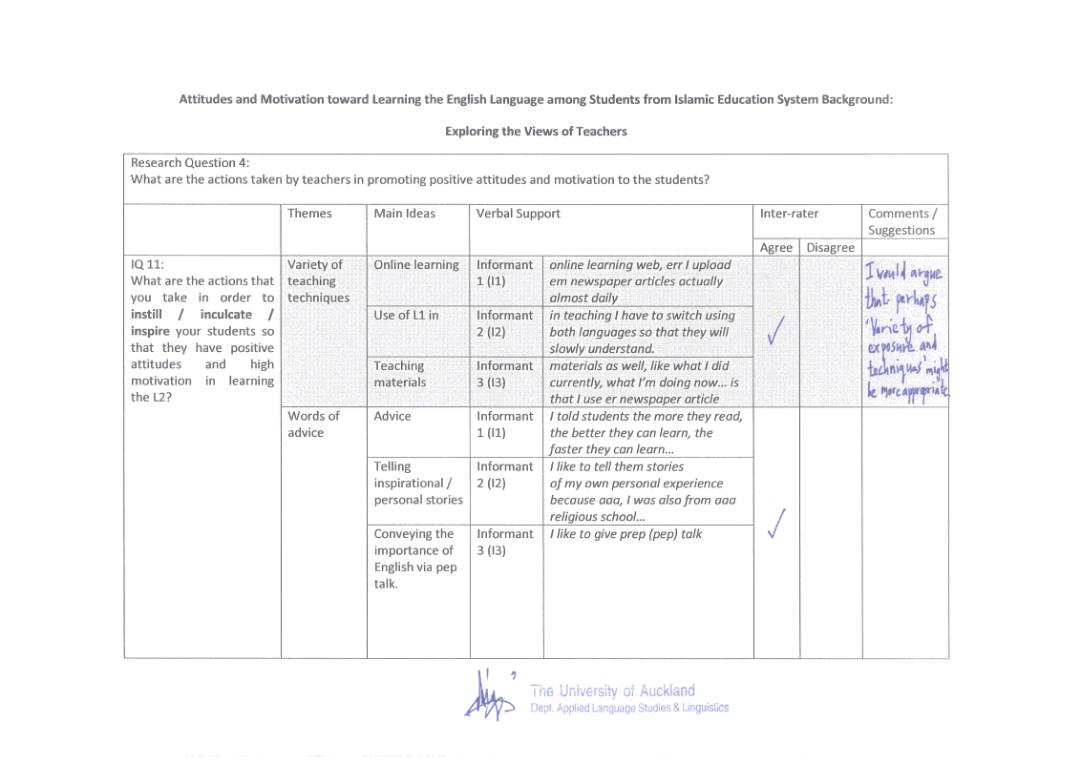 Attitudes and Motivation toward Learning the English Language among Students from Islamic Education System Background:
Exploring the Views of Teachers
Research Question 4:
What are the actions taken by teachers in promoting positive attitudes and motivation to the students?
Themes
Main Ideas
Verbal Support
Inter-rater
Comments /
Suggestions
Agree
Disagree
IQ 11:
What are the actions that
you take in order to
instill / inculcate /
inspire your students so
that they have positive
attitudes and high
motivation in learning
the L2?
Variety of
teaching
techniques
Online learning
Informant
1 (I1)
online learning web, err I upload
em newspaper articles actually
almost daily
Use of L1 in
Informant
2 (I2)
in teaching I have to switch using
both languages so that they will
slowly understand.
Teaching
materials
Informant
3 (I3)
materials as well, like what I did
currently, what I'm doing now... is
that I use er newspaper article
✓
I would argue
that perhaps
'Variety of
exposure and
techniques' might
be more appropriate
Words of
advice
Advice
Informant
1 (I1)
I told students the more they read,
the better they can learn, the
faster they can learn...
Telling
inspirational /
personal stories
Informant
2 (I2)
I like to tell them stories
of my own personal experience
because aaa, I was also from aaa
religious school...
Conveying the
importance of
English via pep
talk.
Informant
3 (I3)
I like to give prep (pep) talk
✓
The University of Auckland
Dept. Applied Language Studies & Linguistics